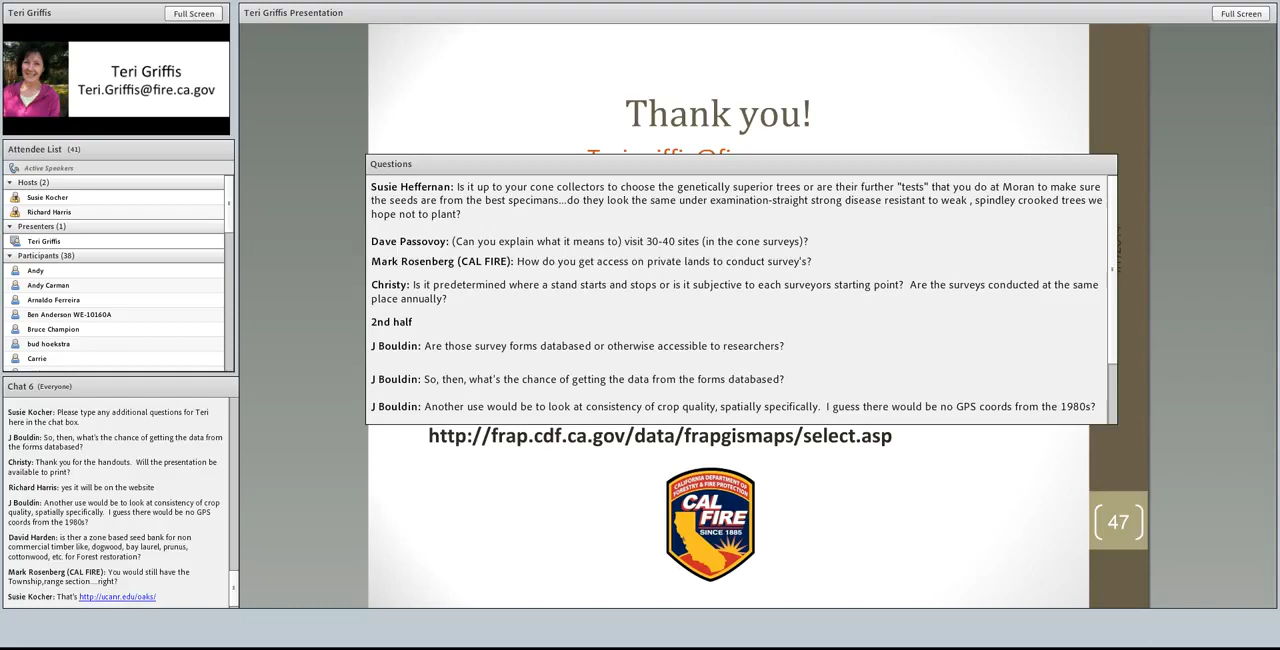 Teri Griffis
Full Screen
Teri Griffis
Teri.Griffis@fire.ca.gov
Attendee List (41)
Active Speakers
Hosts (2)
Susie Kocher
Richard Harris
Presenters (1)
Teri Griffis
Participants (38)
Andy
Andy Carman
Arnaldo Ferreira
Ben Anderson WE-10160A
Bruce Champion
bud hoekstra
Carrie
Chat 6 (Everyone)
Susie Kocher: Please type any additional questions for Teri
here in the chat box.
J Bouldin: So, then, what's the chance of getting the data from
the forms databased?
Christy: Thank you for the handouts. Will the presentation be
available to print?
Richard Harris: yes it will be on the website
J Bouldin: Another use would be to look at consistency of crop
quality, spatially specifically. I guess there would be no GPS
coords from the 1980s?
David Harden: is ther a zone based seed bank for non
commercial timber like, dogwood, bay laurel, prunus,
cottonwood, etc. for Forest restoration?
Mark Rosenberg (CAL FIRE): You would still have the
Township,range section....right?
Susie Kocher: That's http://ucanr.edu/oaks/
Teri Griffis Presentation
Full Screen
Thank you!
Questions
Susie Heffernan: Is it up to your cone collectors to choose the genetically superior trees or are their further "tests" that you do at Moran to make sure
the seeds are from the best specimans...do they look the same under examination-straight strong disease resistant to weak , spindley crooked trees we
hope not to plant?
Dave Passovoy: (Can you explain what it means to) visit 30-40 sites (in the cone surveys)?
Mark Rosenberg (CAL FIRE): How do you get access on private lands to conduct survey's?
Christy: Is it predetermined where a stand starts and stops or is it subjective to each surveyors starting point? Are the surveys conducted at the same
place annually?
2nd half
J Bouldin: Are those survey forms databased or otherwise accessible to researchers?
J Bouldin: So, then, what's the chance of getting the data from the forms databased?
J Bouldin: Another use would be to look at consistency of crop quality, spatially specifically. I guess there would be no GPS coords from the 1980s?
http://frap.cdf.ca.gov/data/frapgismaps/select.asp
CALIFORNIA DEPARTMENT OF
FORESTRY & FIRE PROTECTION
CAL
FIRE
SINCE 1885
47